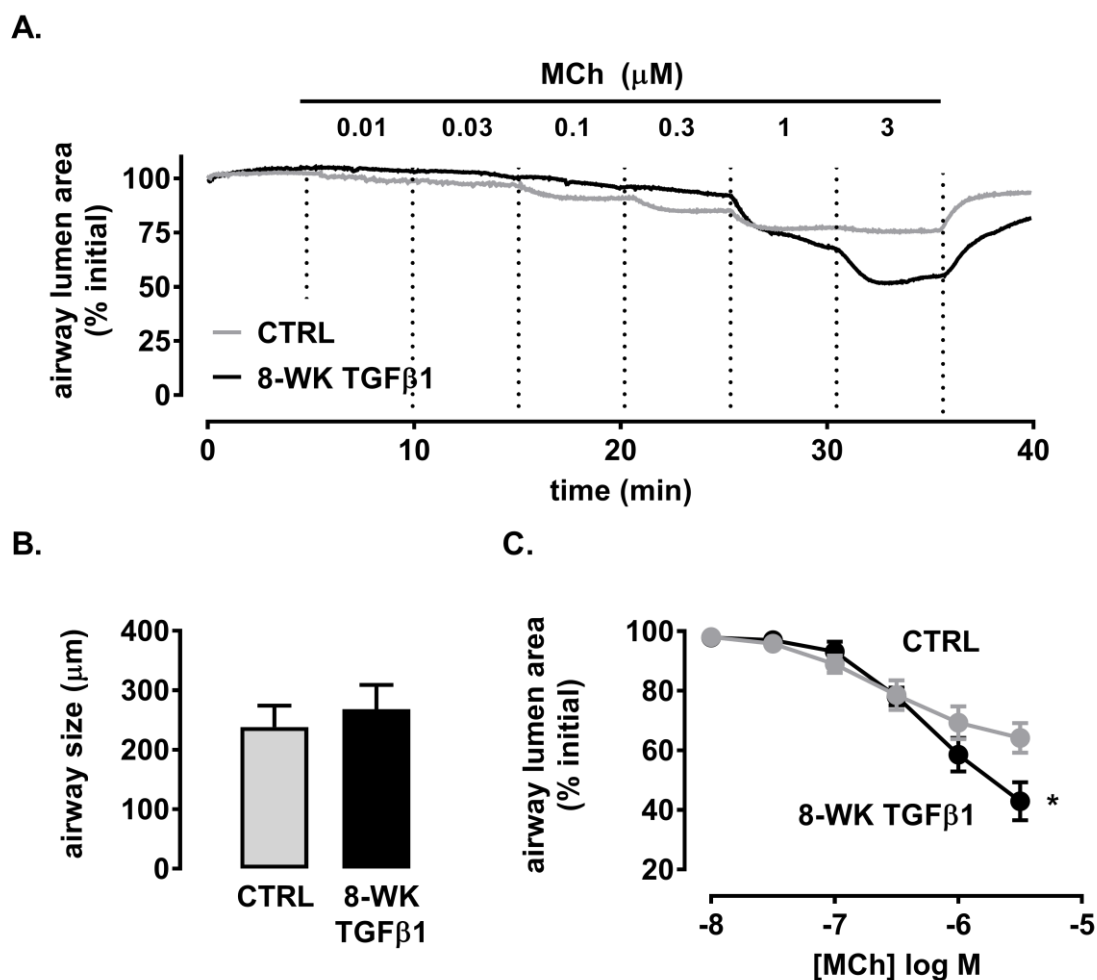 A.
MCh (μM)
0.01 0.03 0.1 0.3 1 3
airway lumen area
(% initial)
100
75
50
25
0
CTRL
8-WK TGFβ1
0 10 20 30 40
time (min)
B.
airway size (μm)
400
300
200
100
0
CTRL 8-WK
TGFβ1
C.
airway lumen area
(% initial)
100
80
60
40
20
CTRL
8-WK TGFβ1
*
-8 -7 -6 -5
[MCh] log M